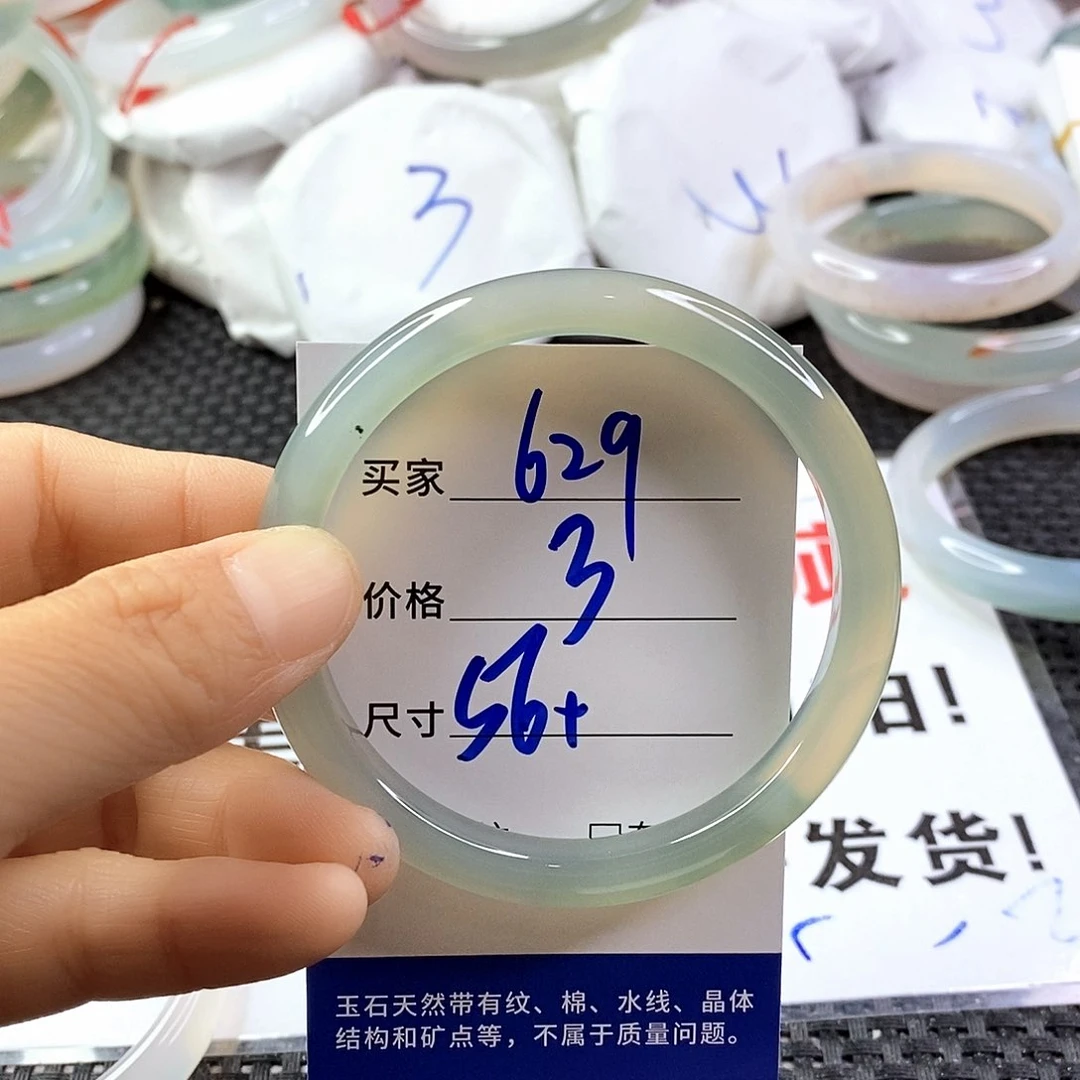 3
买家 629
价格 3
尺寸 56+
发货!
玉石天然带有纹、棉、水线、晶体
结构和矿点等，不属于质量问题。